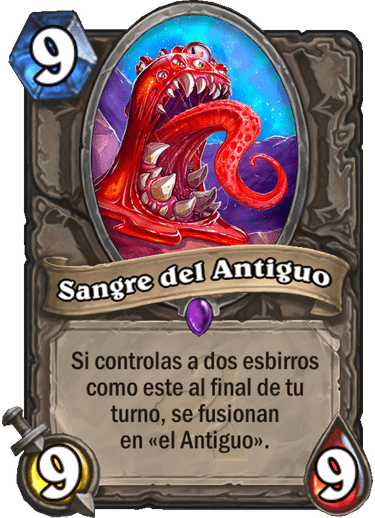 9
Sangre del Antiguo
Si controlas a dos esbirros
como este al final de tu
turno, se fusionan
en «el Antiguo».
9
9